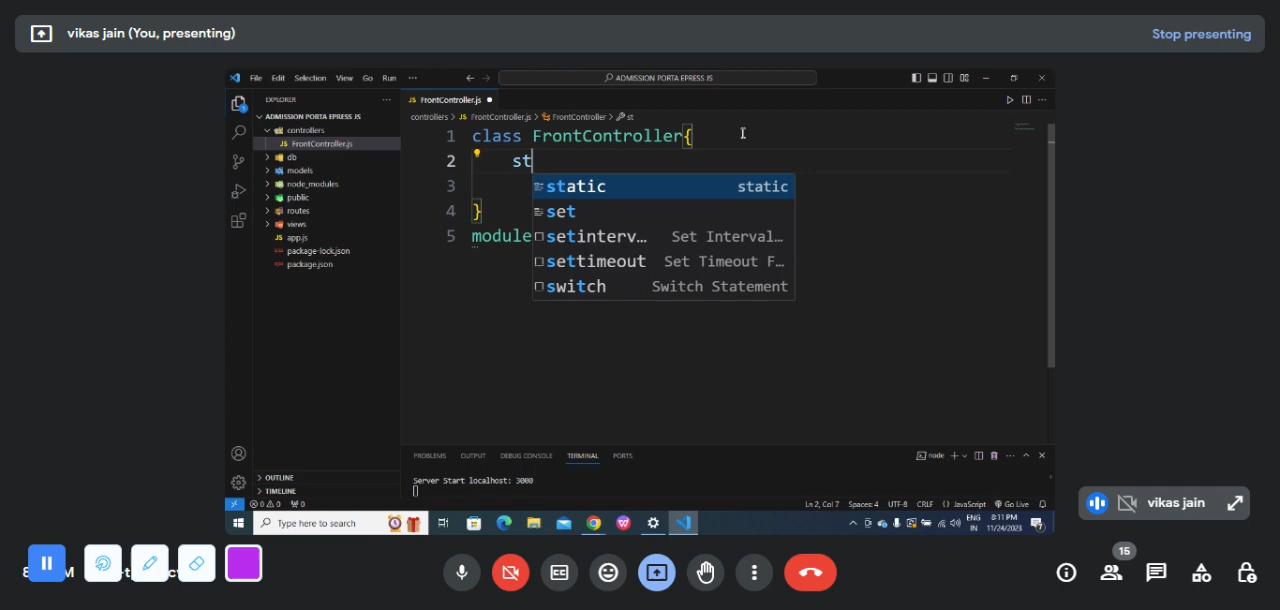 vikas jain (You, presenting)
Stop presenting
File Edit Selection View Go Run ···
ADMISSION PORTA EPRESS JS
EXPLORER
JS FrontController.js
ADMISSION PORTA EPRESS JS
controllers > JS FrontController.js > FrontController > st
controllers
JS FrontController.js
db
models
node_modules
public
routes
views
JS app.js
package-lock.json
package.json
1 class FrontController{
2 st
3
4 }
5 module
static static
set
setinterv… Set Interval…
settimeout Set Timeout F…
switch Switch Statement
PROBLEMS OUTPUT DEBUG CONSOLE TERMINAL PORTS
node
Server Start localhost: 3000
OUTLINE
TIMELINE
0 0 0
Ln 2, Col 7 Spaces: 4 UTF-8 CRLF {} JavaScript Go Live
Type here to search
ENG
IN
8:11 PM
11/24/2023
7
vikas jain
15